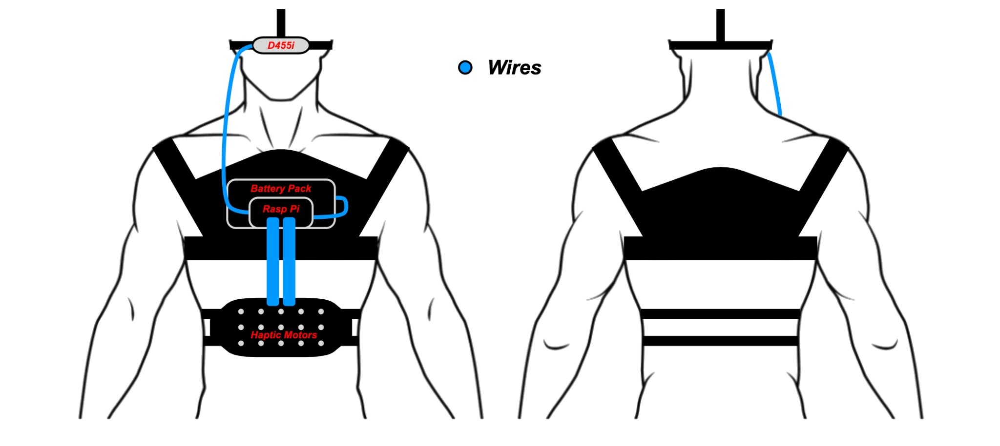 D455i
Wires
Battery Pack
Rasp Pi
Haptic Motors